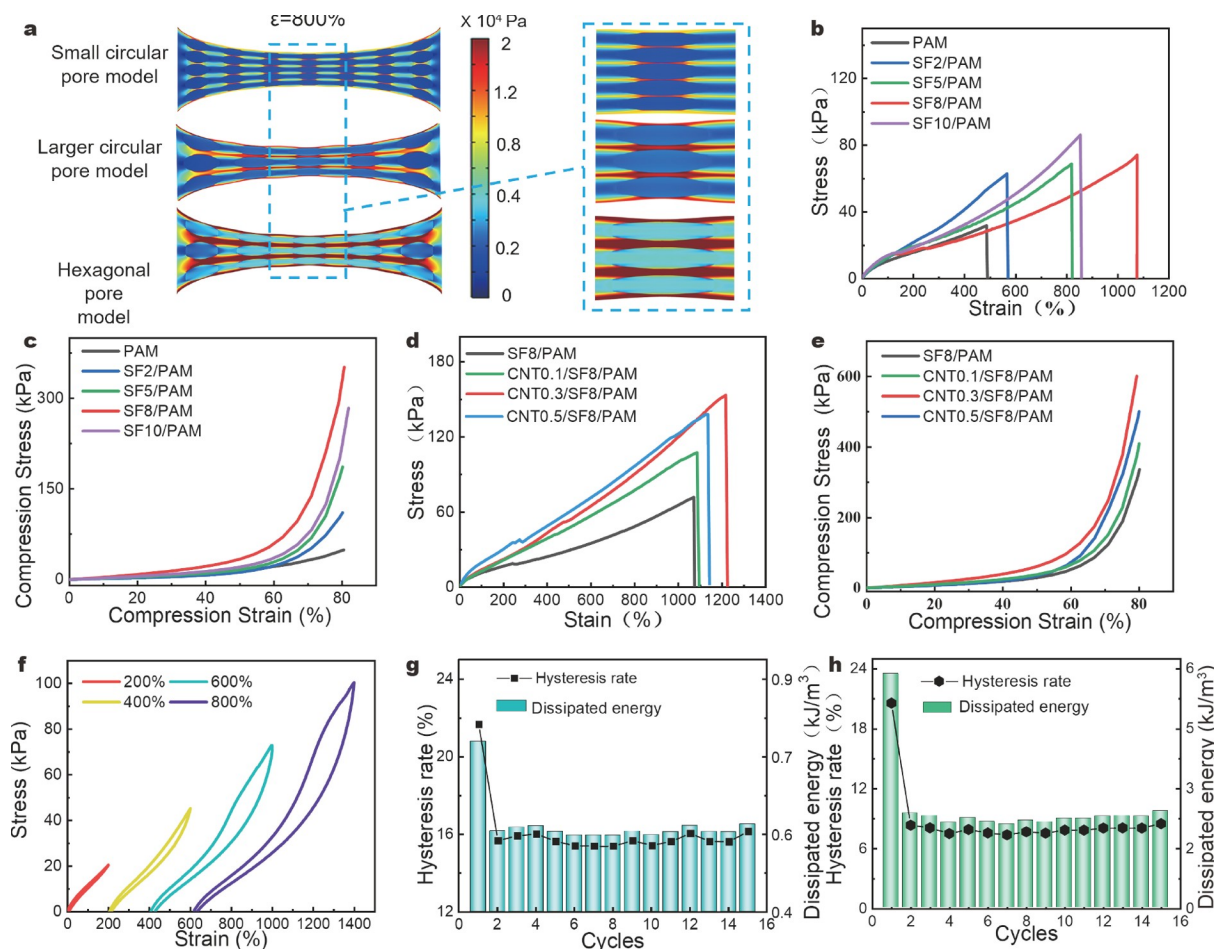 a
ε=800%
X 10⁴ Pa
Small circular
pore model
Larger circular
pore model
Hexagonal
pore
model
2
1.2
0.6
0.4
0.2
0
b
PAM
SF2/PAM
SF5/PAM
SF8/PAM
SF10/PAM
Stress (kPa)
120
80
40
0
0 200 400 600 800 1000 1200
Strain (%)
c
PAM
SF2/PAM
SF5/PAM
SF8/PAM
SF10/PAM
Compression Stress (kPa)
300
150
0
0 20 40 60 80
Compression Strain (%)
d
SF8/PAM
CNT0.1/SF8/PAM
CNT0.3/SF8/PAM
CNT0.5/SF8/PAM
Stress (kPa)
180
120
60
0
0 200 400 600 800 1000 1200 1400
Stain (%)
e
SF8/PAM
CNT0.1/SF8/PAM
CNT0.3/SF8/PAM
CNT0.5/SF8/PAM
Compression Stress (kPa)
600
400
200
0
0 20 40 60 80
Compression Strain (%)
f
200% 600%
400% 800%
Stress (kPa)
100
80
60
40
20
0
0 200 400 600 800 1000 1200 1400
Strain (%)
g
Hysteresis rate
Dissipated energy
Hysteresis rate (%)
24
22
20
18
16
14
12
0 2 4 6 8 10 12 14 16
Cycles
0.9
0.7
0.6
0.4
Dissipated energy (kJ/m³)
h
Hysteresis rate
Dissipated energy
Hysteresis rate (%)
24
18
12
6
0
0 2 4 6 8 10 12 14 16
Cycles
6
5
3
2
0
Dissipated energy (kJ/m³)